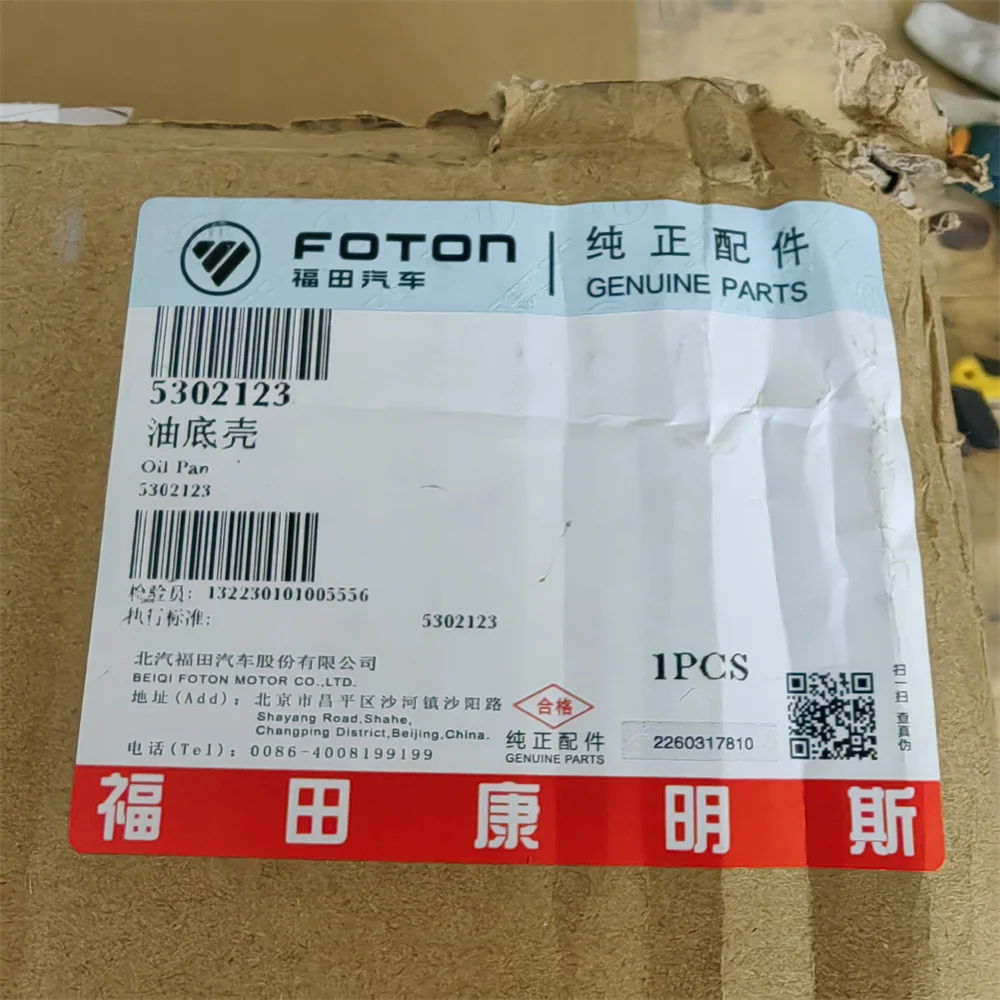 FOTON
福田汽车
纯正配件
GENUINE PARTS
5302123
油底壳
Oil Pan
5302123
检验员: 132230101005556
执行标准: 5302123
北汽福田汽车股份有限公司
BEIQI FOTON MOTOR CO.,LTD.
地址(Add): 北京市昌平区沙河镇沙阳路
Shayang Road,Shahe,
Changping District,Beijing,China.
电话(Tel): 0086-4008199199
合格
纯正配件
GENUINE PARTS
1PCS
2260317810
扫一扫 查真伪
福田康明斯